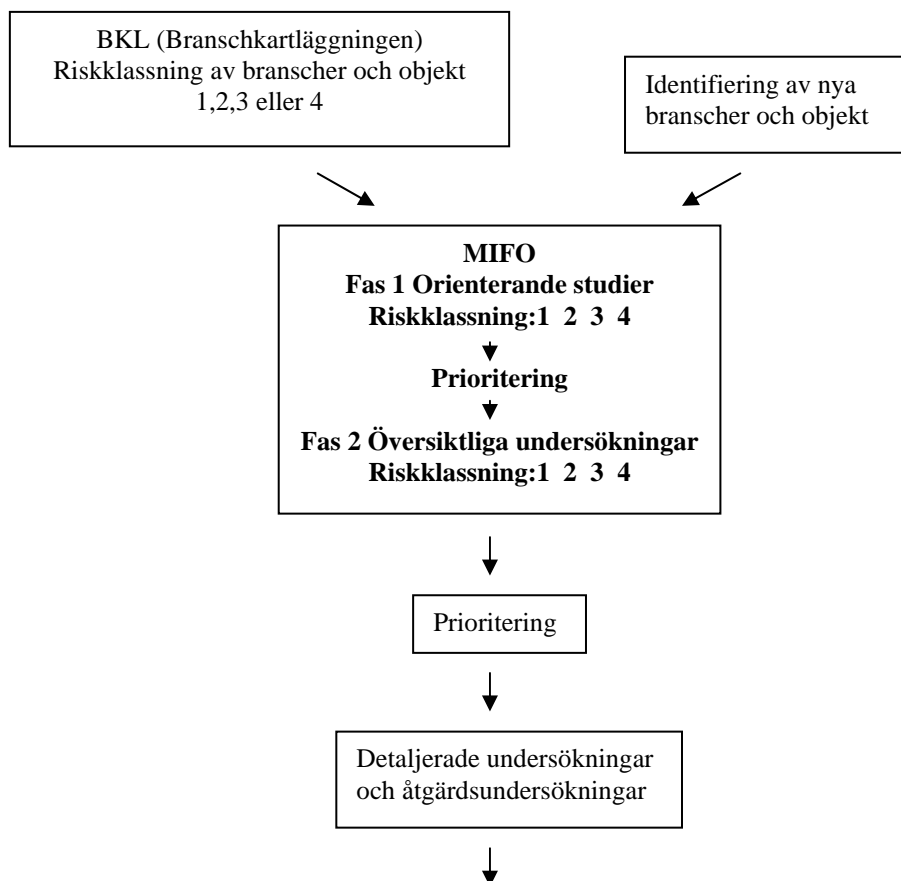 BKL (Branschkartläggningen)
Riskklassning av branscher och objekt
1,2,3 eller 4
Identifiering av nya
branscher och objekt
MIFO
Fas 1 Orienterande studier
Riskklassning:1 2 3 4
Prioritering
Fas 2 Översiktliga undersökningar
Riskklassning:1 2 3 4
Prioritering
Detaljerade undersökningar
och åtgärdsundersökningar